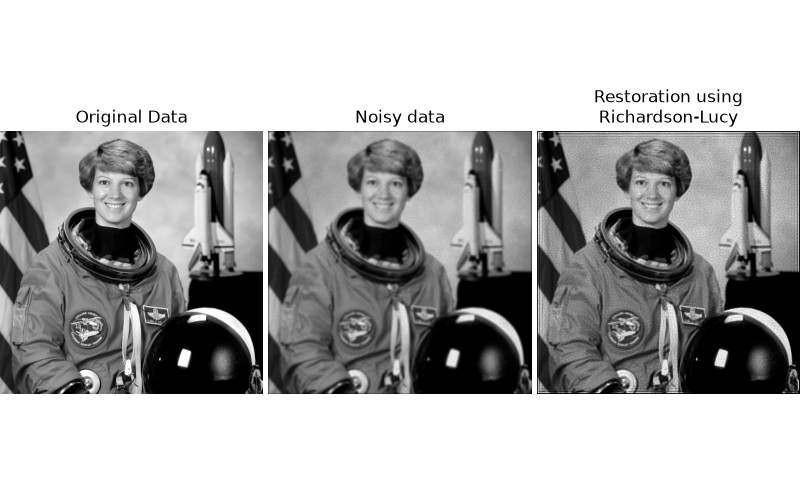 Original Data
Noisy data
Restoration using
Richardson-Lucy